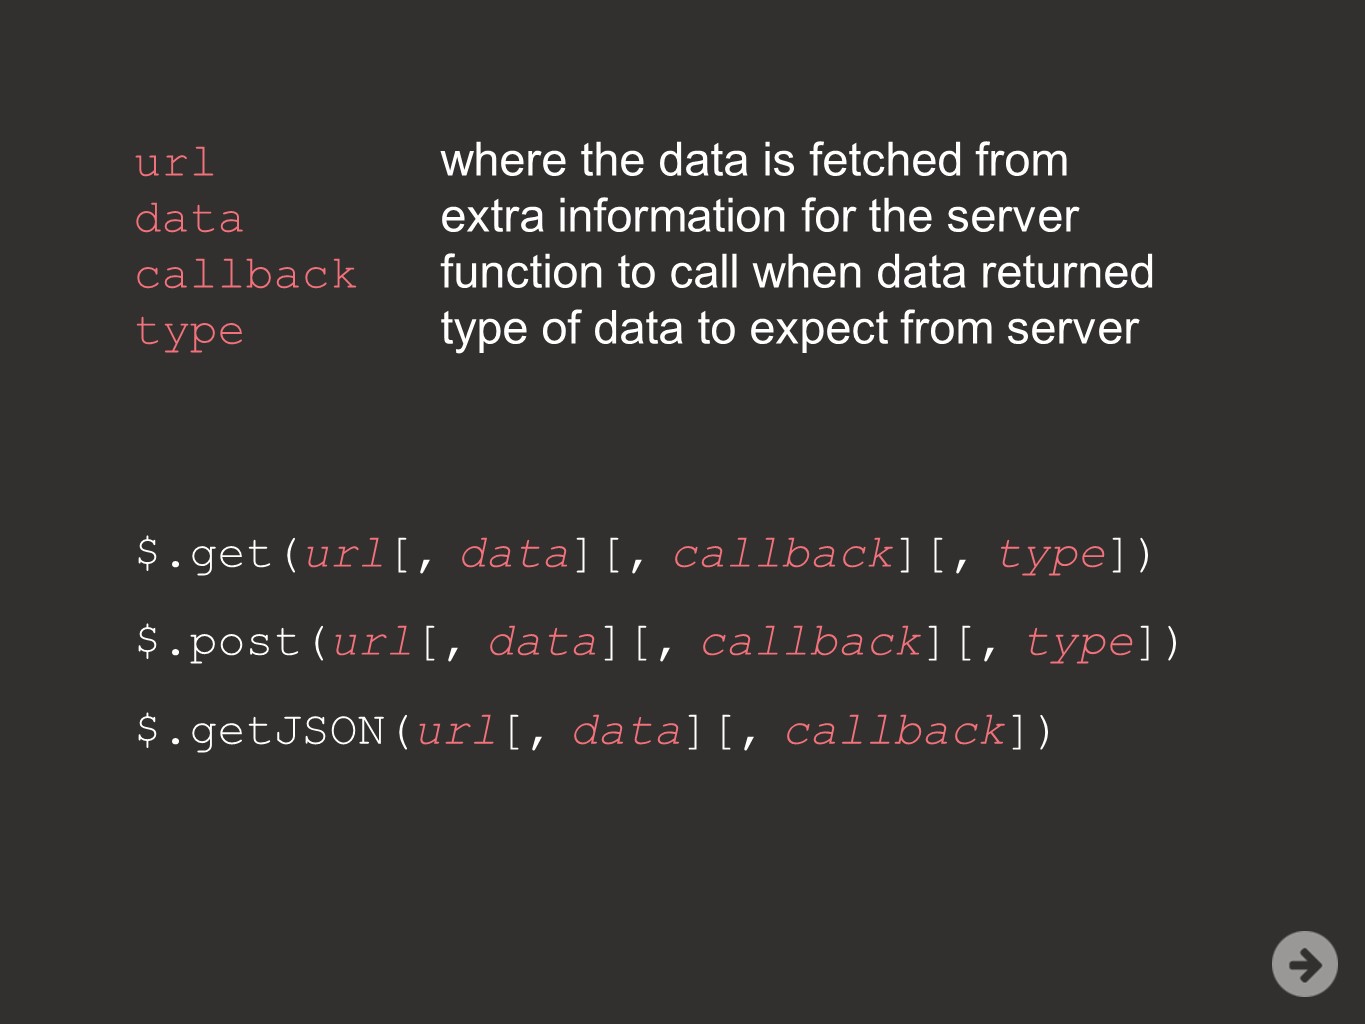 url where the data is fetched from
data extra information for the server
callback function to call when data returned
type type of data to expect from server
$.get(url[, data][, callback][, type])
$.post(url[, data][, callback][, type])
$.getJSON(url[, data][, callback])